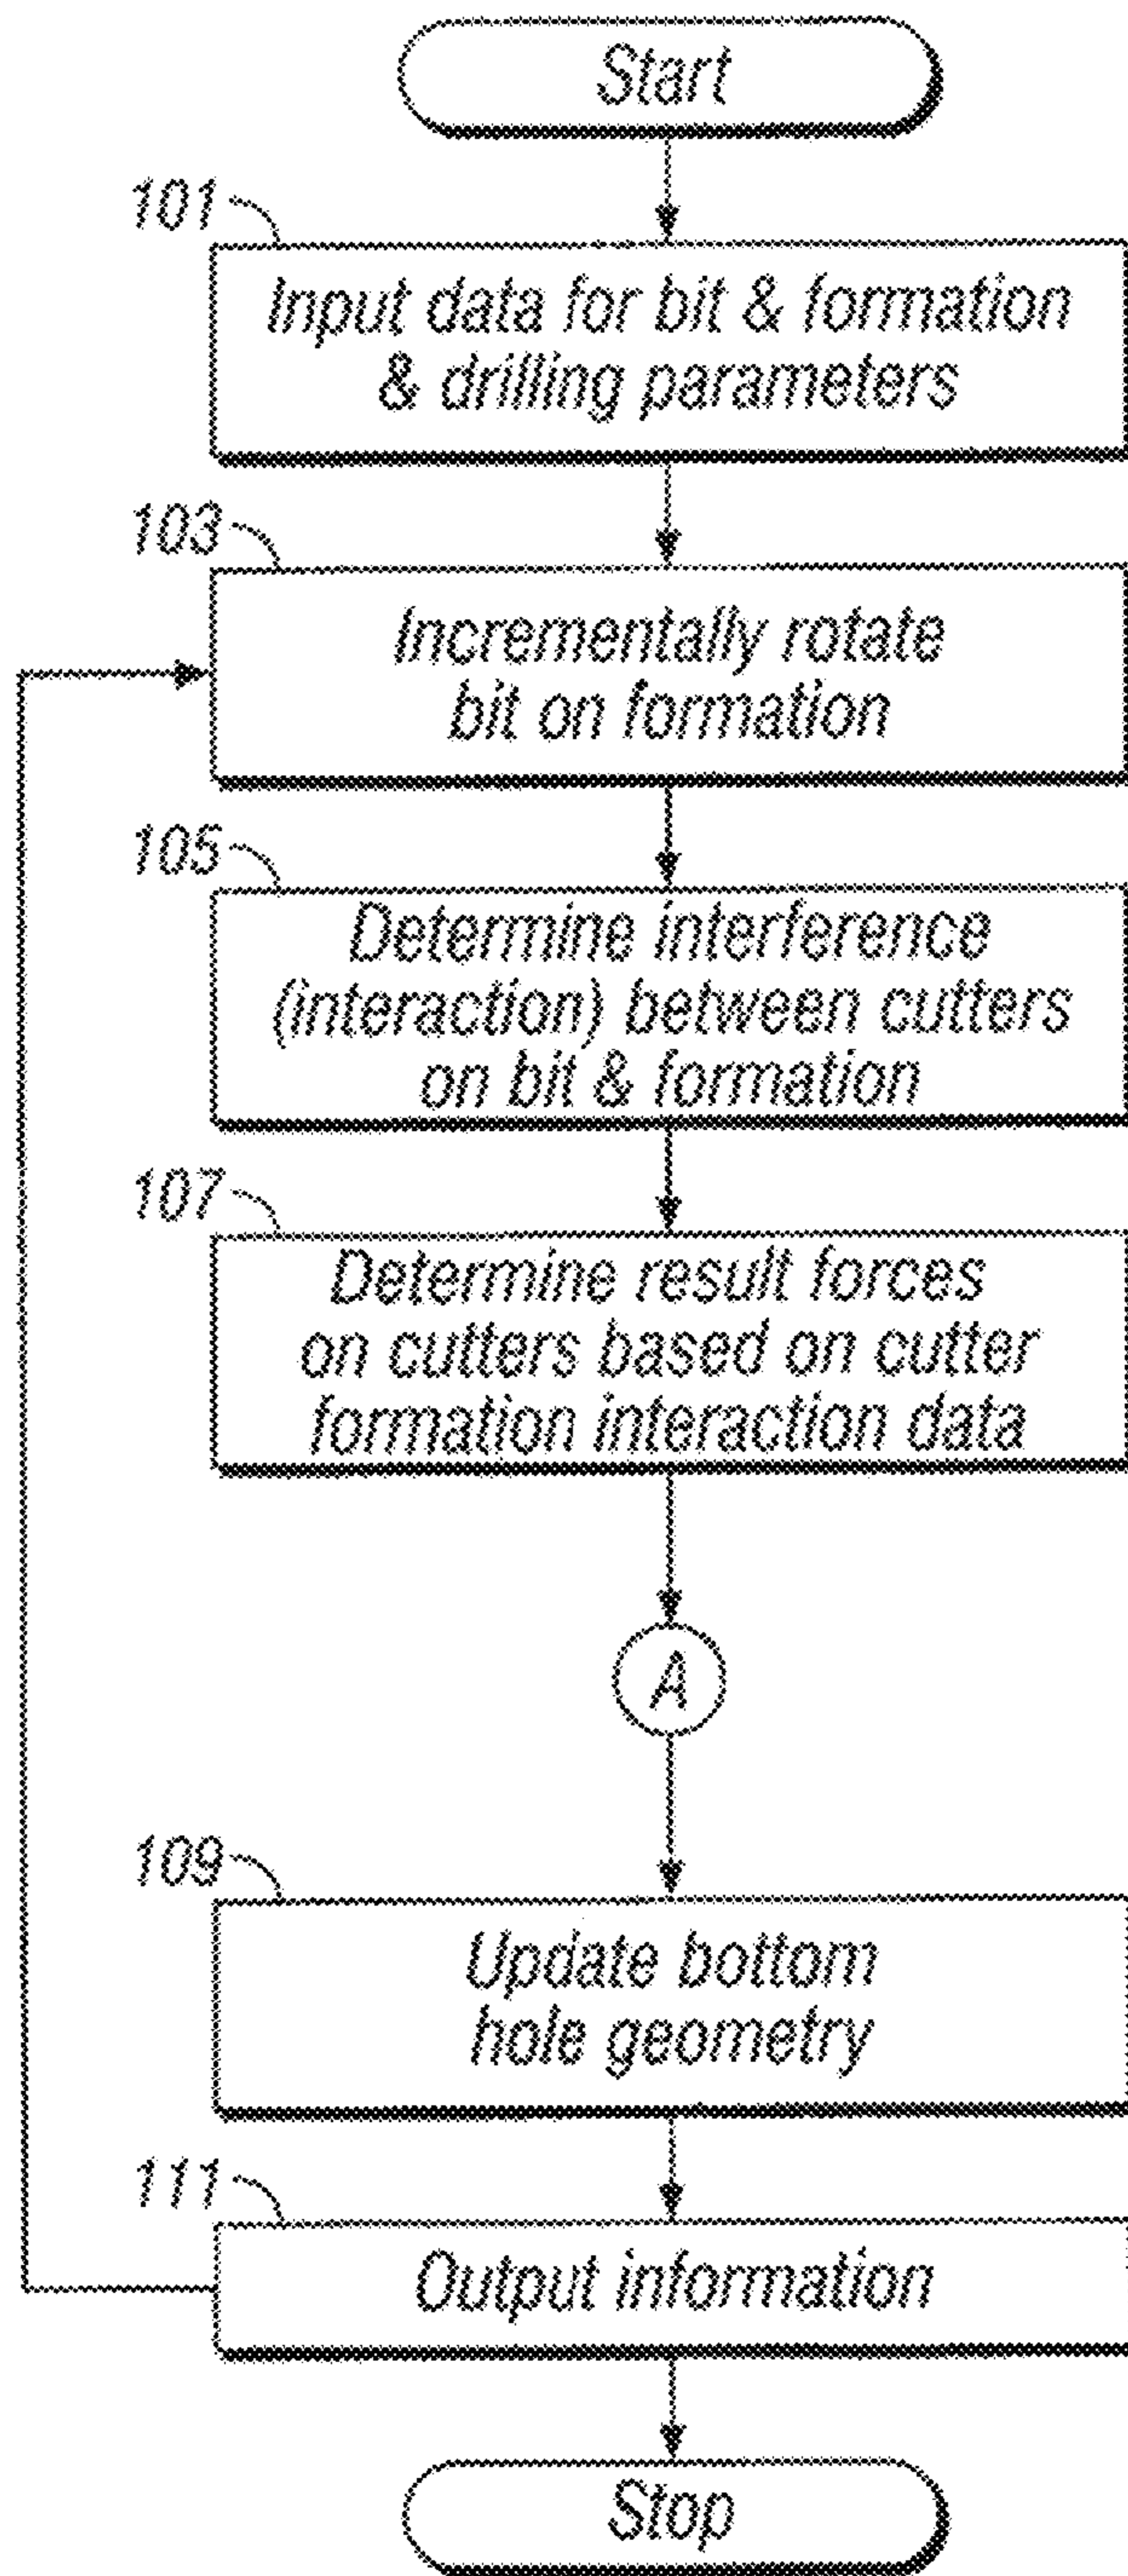 Start
101
Input data for bit & formation
& drilling parameters
103
Incrementally rotate
bit on formation
105
Determine interference
(interaction) between cutters
on bit & formation
107
Determine result forces
on cutters based on cutter
formation interaction data
A
109
Update bottom
hole geometry
111
Output information
Stop